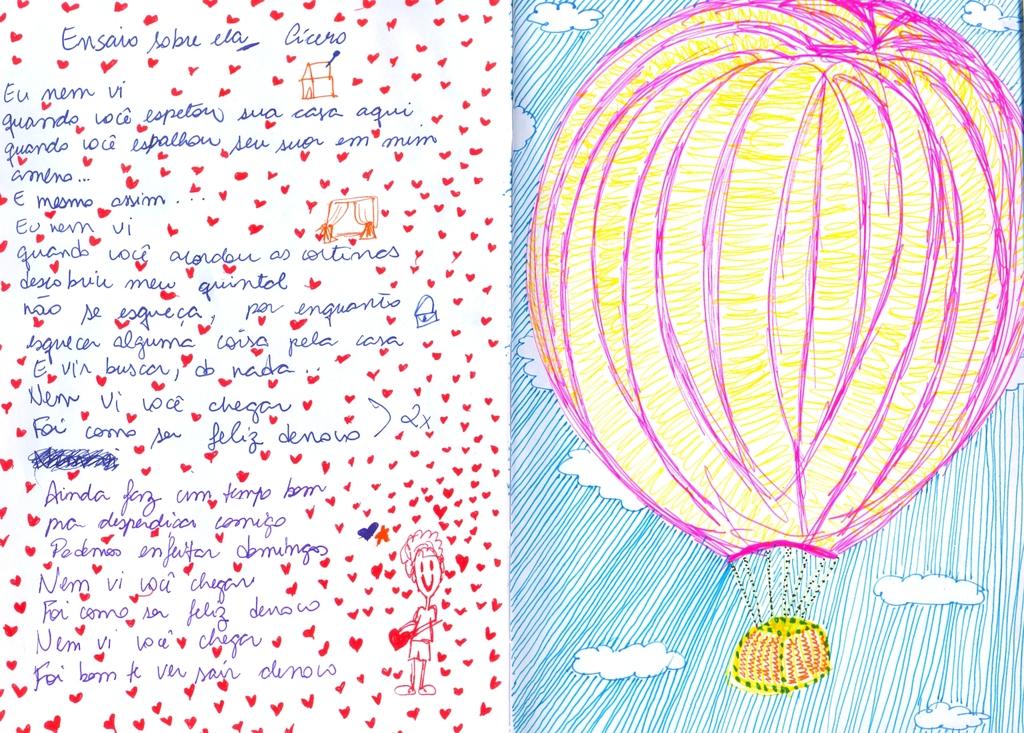 Ensaio sobre ela Cícero
Eu nem vi
quando você espetou sua casa aqui
quando você espalhou seu suor em mim
ameno...
E mesmo assim...
Eu nem vi
quando você acordou as cortinas
descobriu meu quintal
não se esqueça, por enquanto
esquecer alguma coisa pela casa
E vir buscar, do nada...
Nem vi você chegar
Foi como ser feliz denovo
2x
Ainda faz um tempo bom
pra desperdiçar comigo
Podemos enfeitar domingos
Nem vi você chegar
Foi como ser feliz denovo
Nem vi você chegar
Foi bom te ver sair denovo